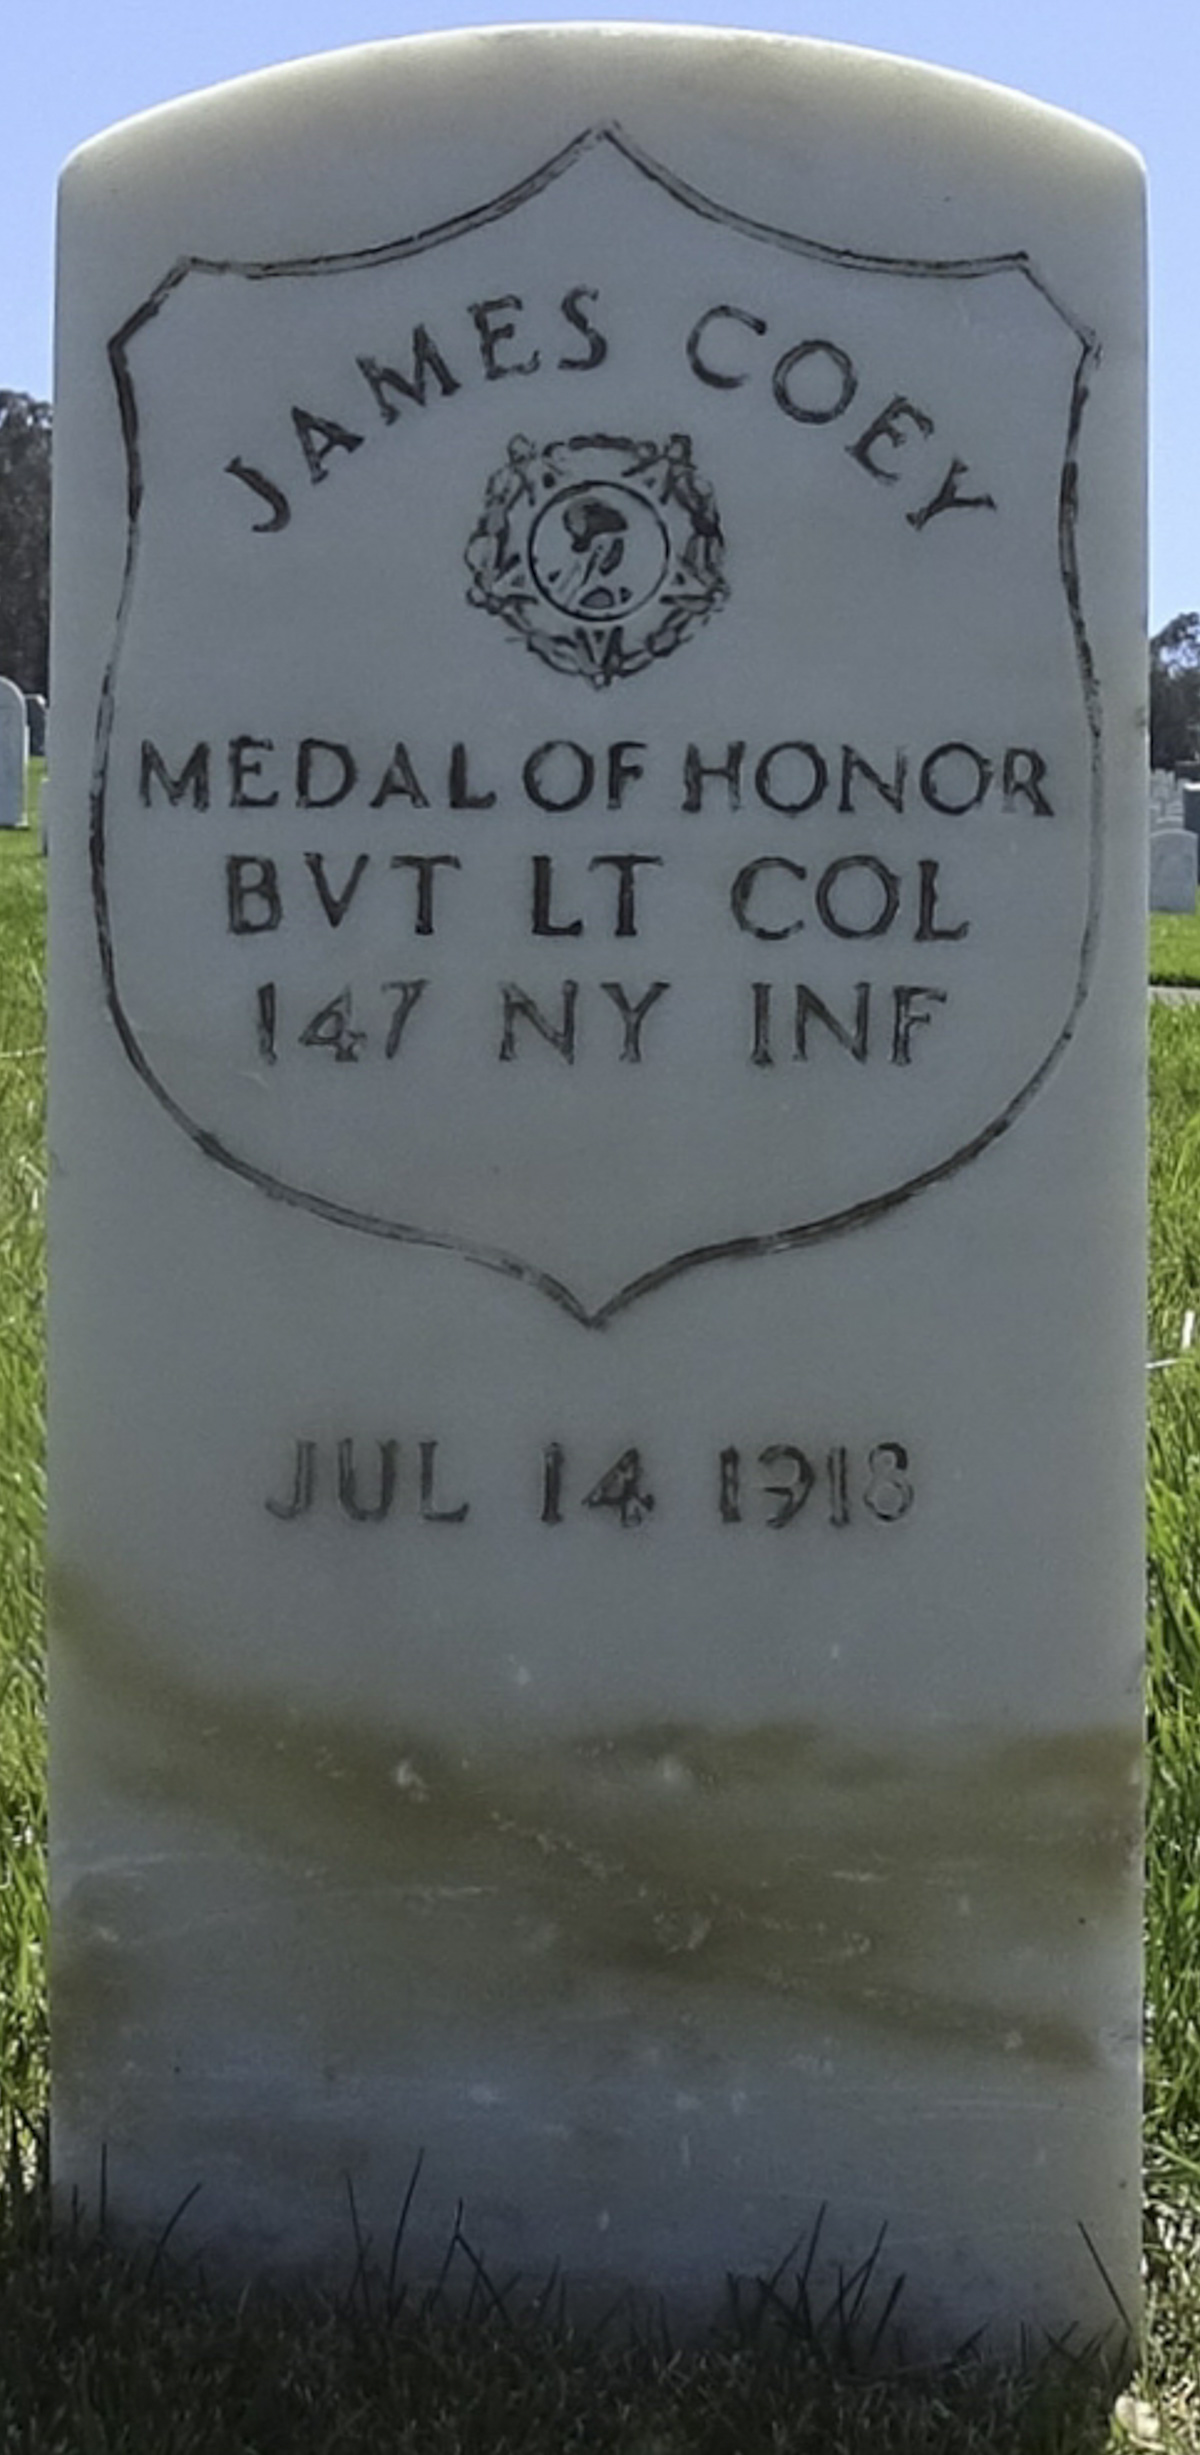 JAMES COEY
MEDAL OF HONOR
BVT LT COL
147 NY INF
JUL 14 1918